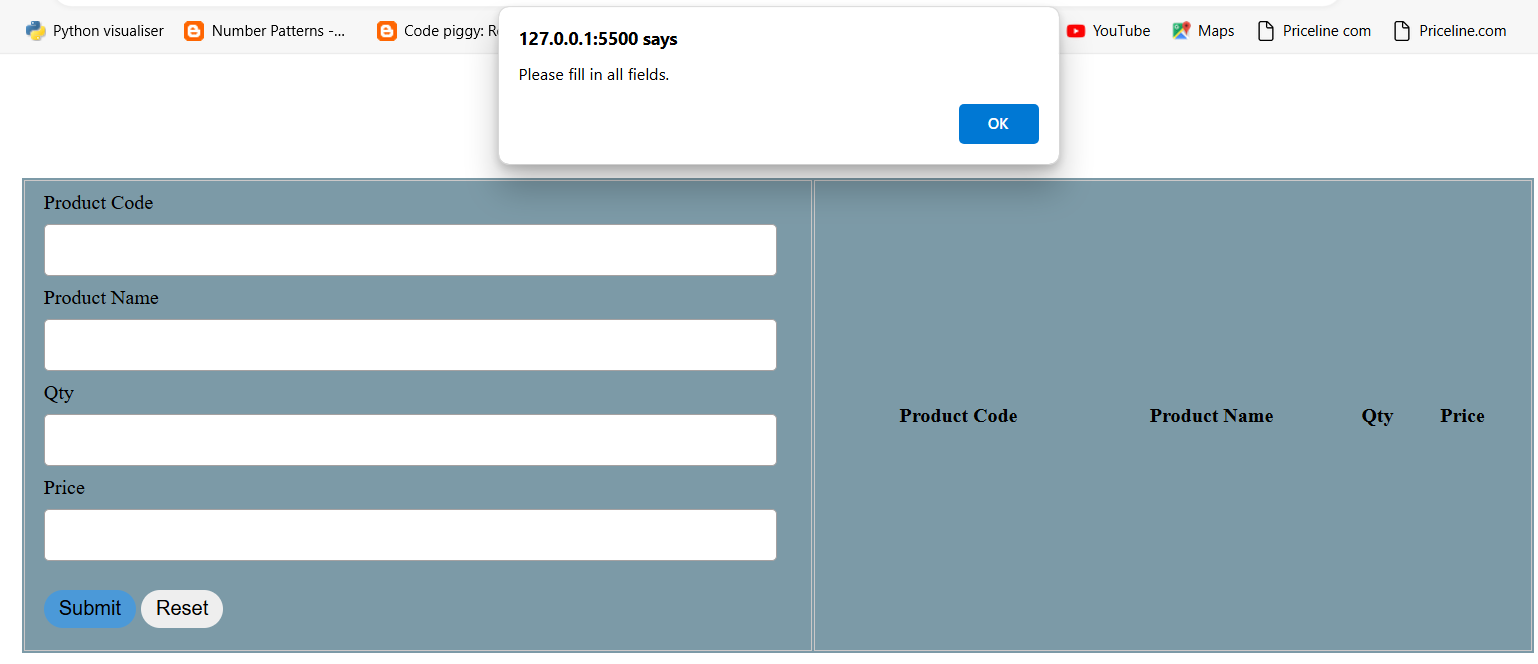 Python visualiser
Number Patterns -...
Code piggy: R
YouTube
Maps
Priceline com
Priceline.com
127.0.0.1:5500 says
Please fill in all fields.
OK
Product Code
Product Name
Qty
Price
Submit Reset
Product Code Product Name Qty Price